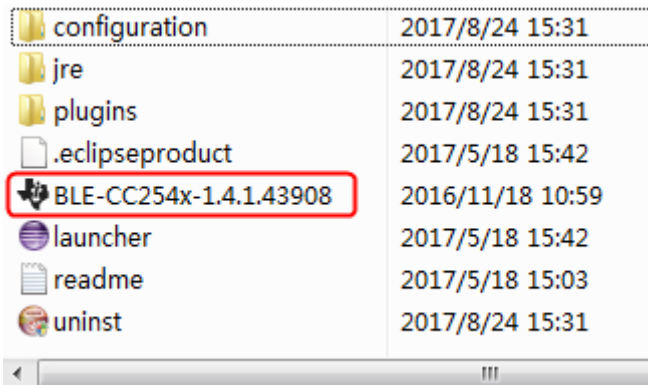 configuration 2017/8/24 15:31
jre 2017/8/24 15:31
plugins 2017/8/24 15:31
.eclipseproduct 2017/5/18 15:42
BLE-CC254x-1.4.1.43908 2016/11/18 10:59
launcher 2017/5/18 15:42
readme 2017/5/18 15:03
uninst 2017/8/24 15:31